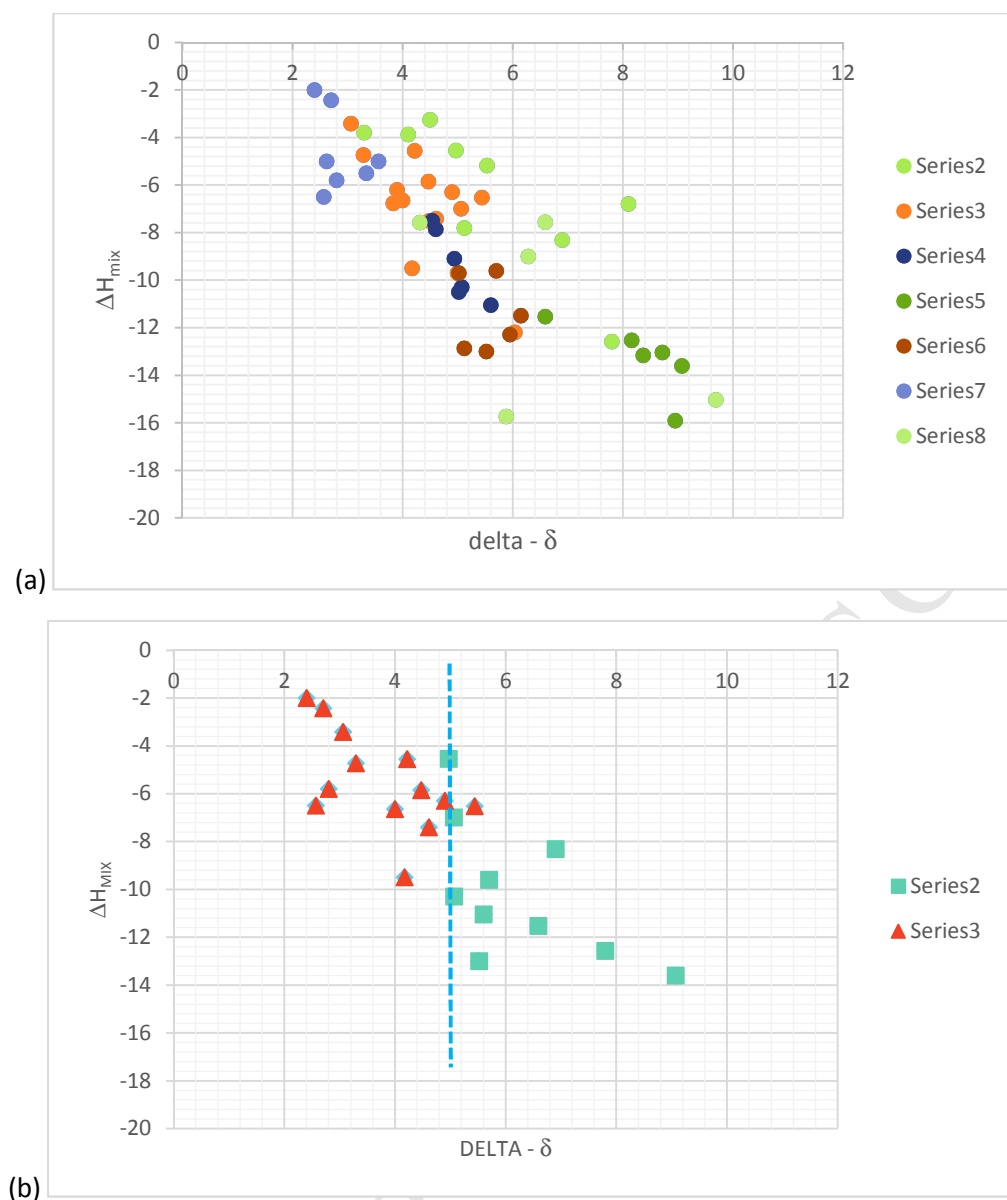 0
0 2 4 6 8 10 12
-2
-4
-6
-8
-10
-12
-14
-16
-18
-20
ΔHmix
delta - δ
Series2
Series3
Series4
Series5
Series6
Series7
Series8
(a)
0
0 2 4 6 8 10 12
-2
-4
-6
-8
-10
-12
-14
-16
-18
-20
ΔHMIX
DELTA - δ
Series2
Series3
(b)